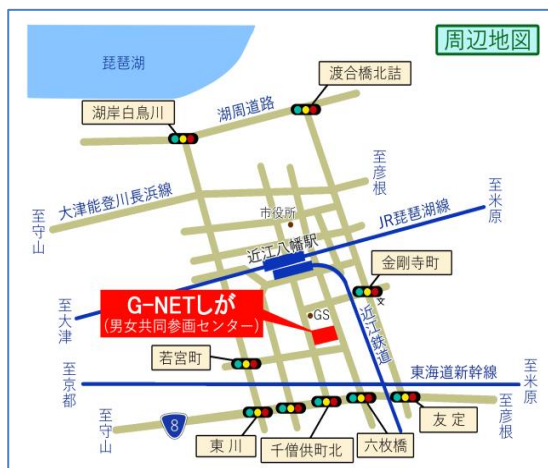 周辺地図
琵琶湖
渡合橋北詰
湖岸白鳥川
湖周道路
至彦根
大津能登川長浜線
至守山
市役所
至米原
JR琵琶湖線
近江八幡駅
金剛寺町
文
至大津
G-NETしが
(男女共同参画センター)
GS
近江鉄道
若宮町
至京都
東海道新幹線
至米原
至守山
8
東川
千僧供町北
六枚橋
友定
至彦根